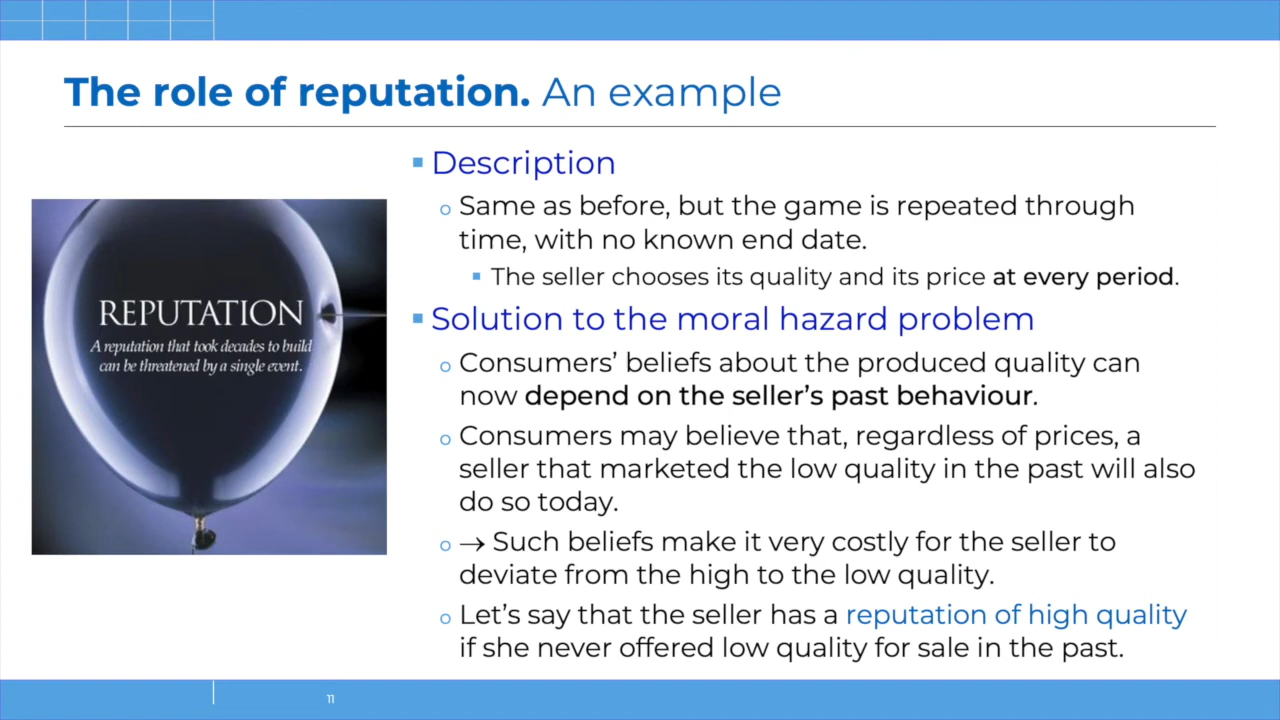 The role of reputation. An example
REPUTATION
A reputation that took decades to build
can be threatened by a single event.
Description
Same as before, but the game is repeated through
time, with no known end date.
The seller chooses its quality and its price at every period.
Solution to the moral hazard problem
Consumers’ beliefs about the produced quality can
now depend on the seller’s past behaviour.
Consumers may believe that, regardless of prices, a
seller that marketed the low quality in the past will also
do so today.
→ Such beliefs make it very costly for the seller to
deviate from the high to the low quality.
Let’s say that the seller has a reputation of high quality
if she never offered low quality for sale in the past.
11